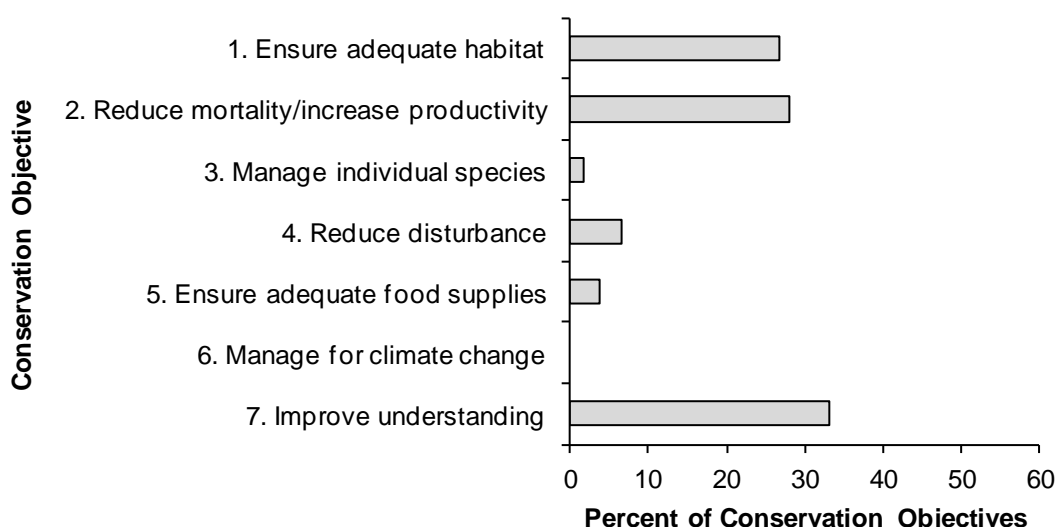 Conservation Objective
1. Ensure adequate habitat
2. Reduce mortality/increase productivity
3. Manage individual species
4. Reduce disturbance
5. Ensure adequate food supplies
6. Manage for climate change
7. Improve understanding
0 10 20 30 40 50 60
Percent of Conservation Objectives